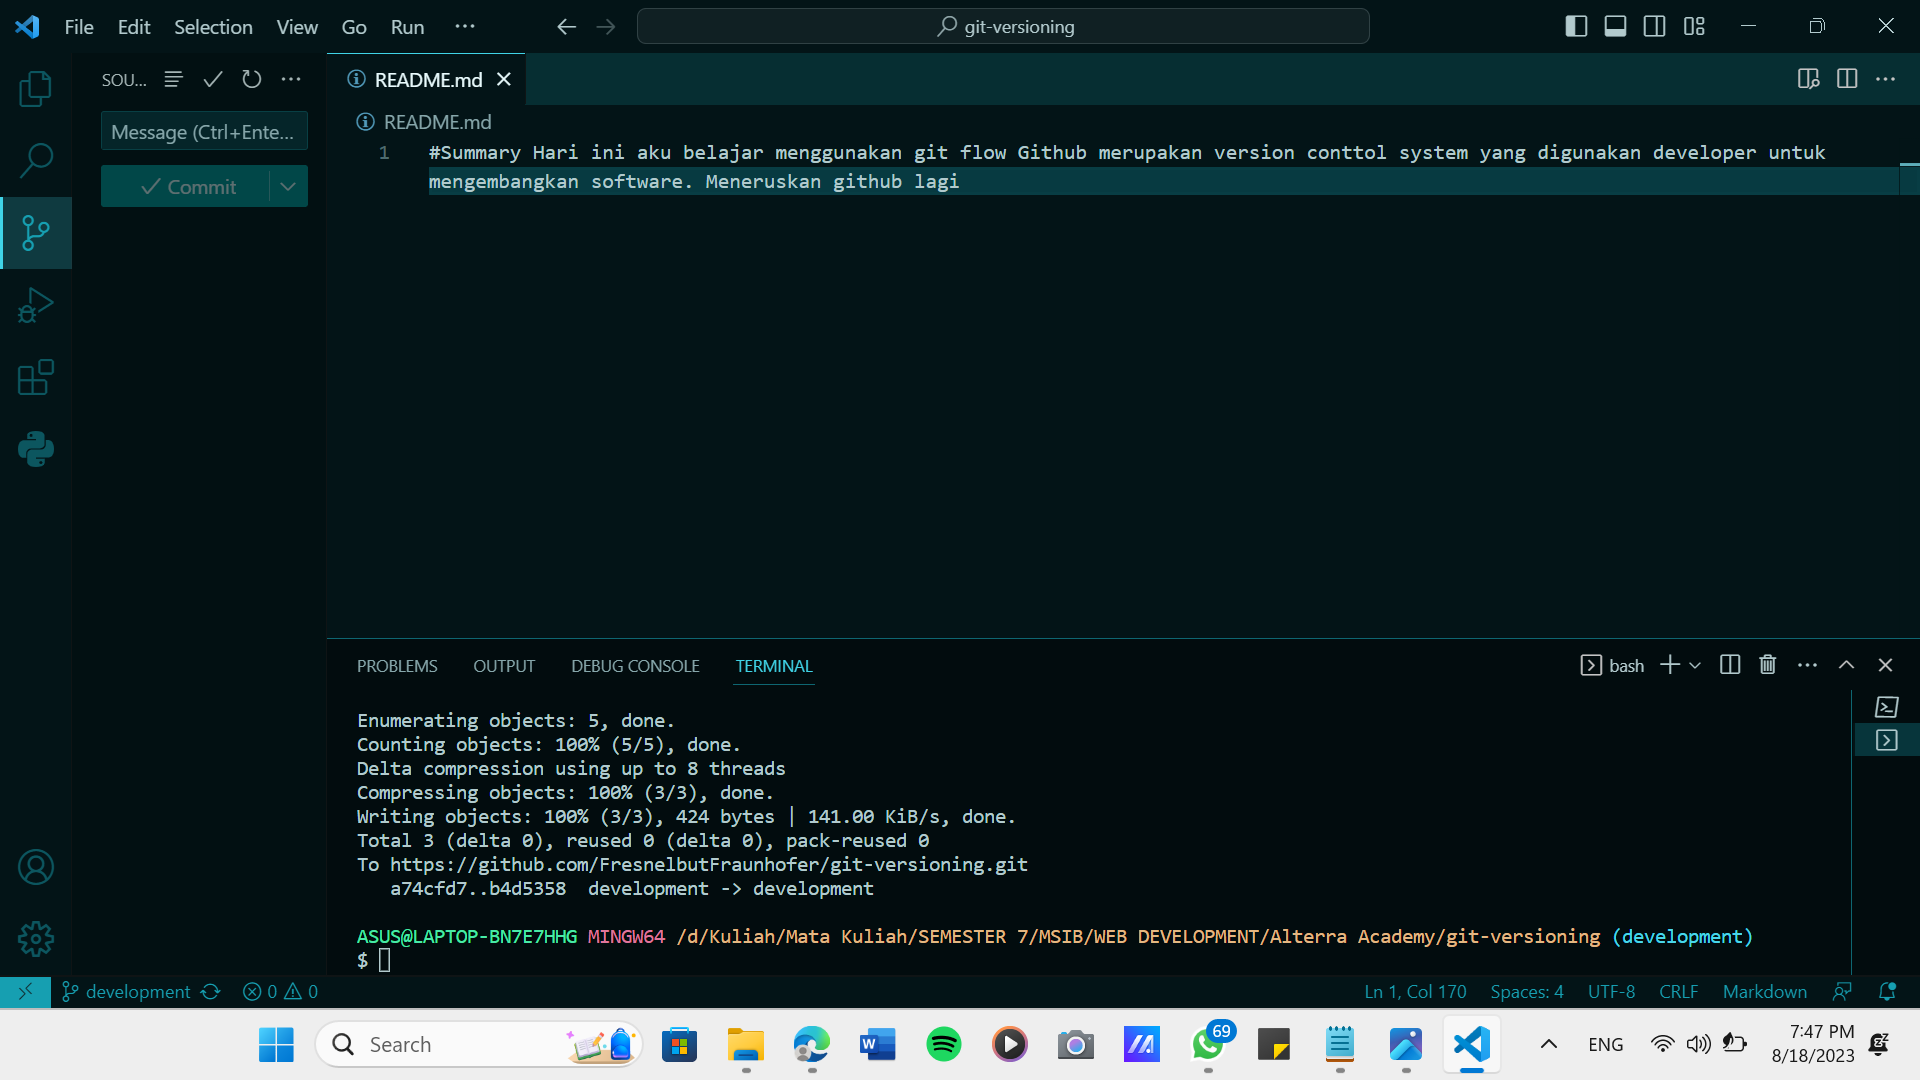 File Edit Selection View Go Run ··· git-versioning
SOU...
Message (Ctrl+Ente...
Commit
README.md
README.md
1 #Summary Hari ini aku belajar menggunakan git flow Github merupakan version conttol system yang digunakan developer untuk
mengembangkan software. Meneruskan github lagi
PROBLEMS OUTPUT DEBUG CONSOLE TERMINAL bash
Enumerating objects: 5, done.
Counting objects: 100% (5/5), done.
Delta compression using up to 8 threads
Compressing objects: 100% (3/3), done.
Writing objects: 100% (3/3), 424 bytes | 141.00 KiB/s, done.
Total 3 (delta 0), reused 0 (delta 0), pack-reused 0
To https://github.com/FresnelbutFraunhofer/git-versioning.git
a74cfd7..b4d5358 development -> development
ASUS@LAPTOP-BN7E7HHG MINGW64 /d/Kuliah/Mata Kuliah/SEMESTER 7/MSIB/WEB DEVELOPMENT/Alterra Academy/git-versioning (development)
$
development 0 0 Ln 1, Col 170 Spaces: 4 UTF-8 CRLF Markdown
Search 69 ENG 7:47 PM
8/18/2023